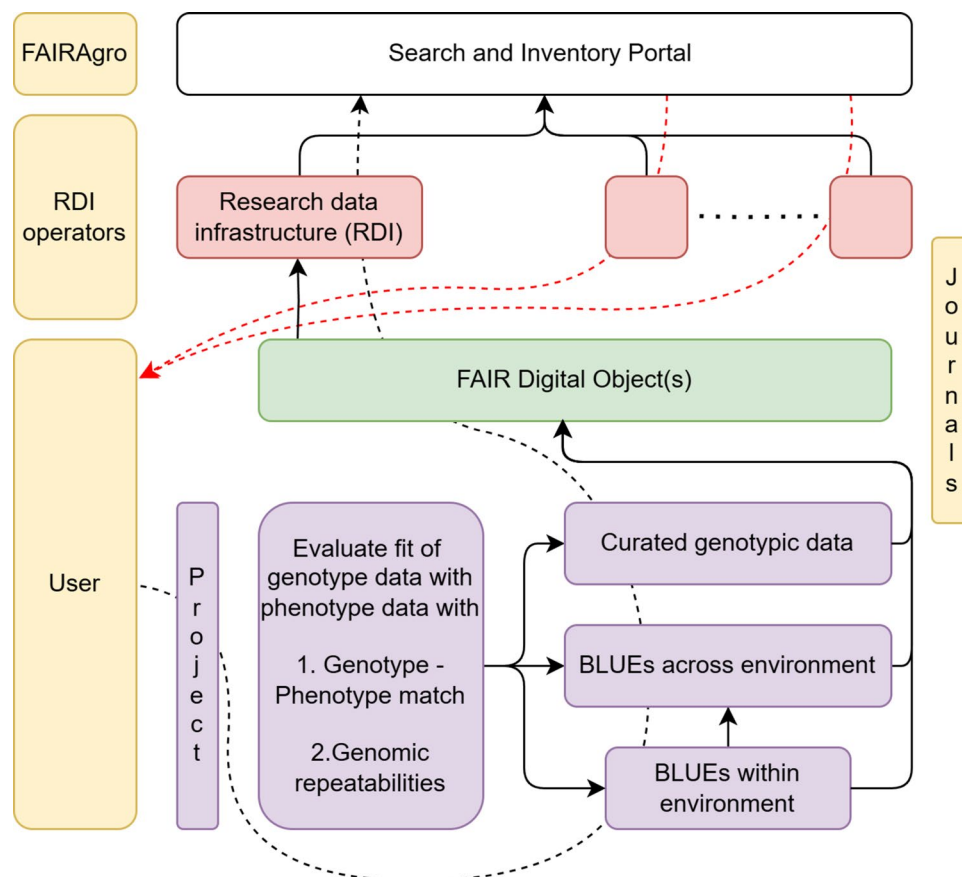 FAIRAgro
Search and Inventory Portal
RDI
operators
Research data
infrastructure (RDI)
Journals
User
FAIR Digital Object(s)
Project
Evaluate fit of
genotype data with
phenotype data with
1. Genotype -
Phenotype match
2.Genomic
repeatabilities
Curated genotypic data
BLUEs across environment
BLUEs within
environment